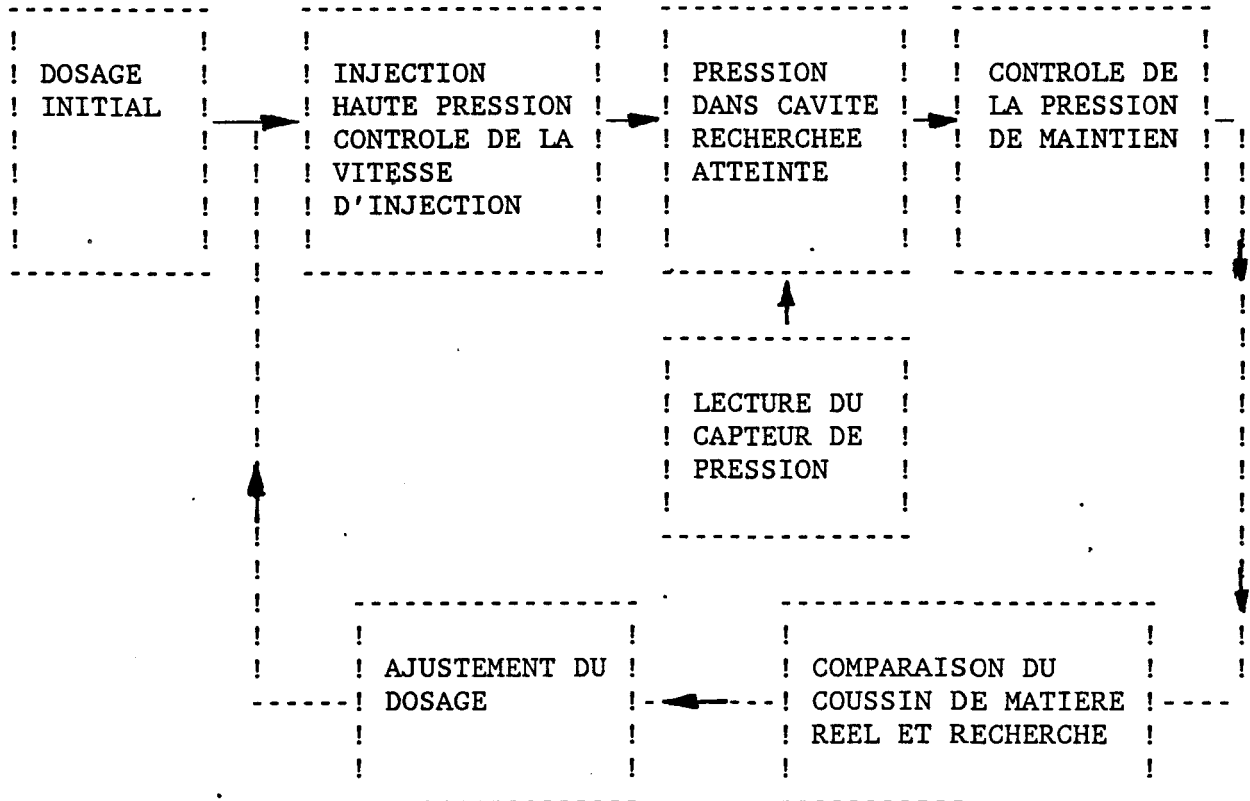 DOSAGE
INITIAL
INJECTION
HAUTE PRESSION
CONTROLE DE LA
VITESSE
D'INJECTION
PRESSION
DANS CAVITE
RECHERCHEE
ATTEINTE
CONTROLE DE
LA PRESSION
DE MAINTIEN
LECTURE DU
CAPTEUR DE
PRESSION
AJUSTEMENT DU
DOSAGE
COMPARAISON DU
COUSSIN DE MATIERE
REEL ET RECHERCHE